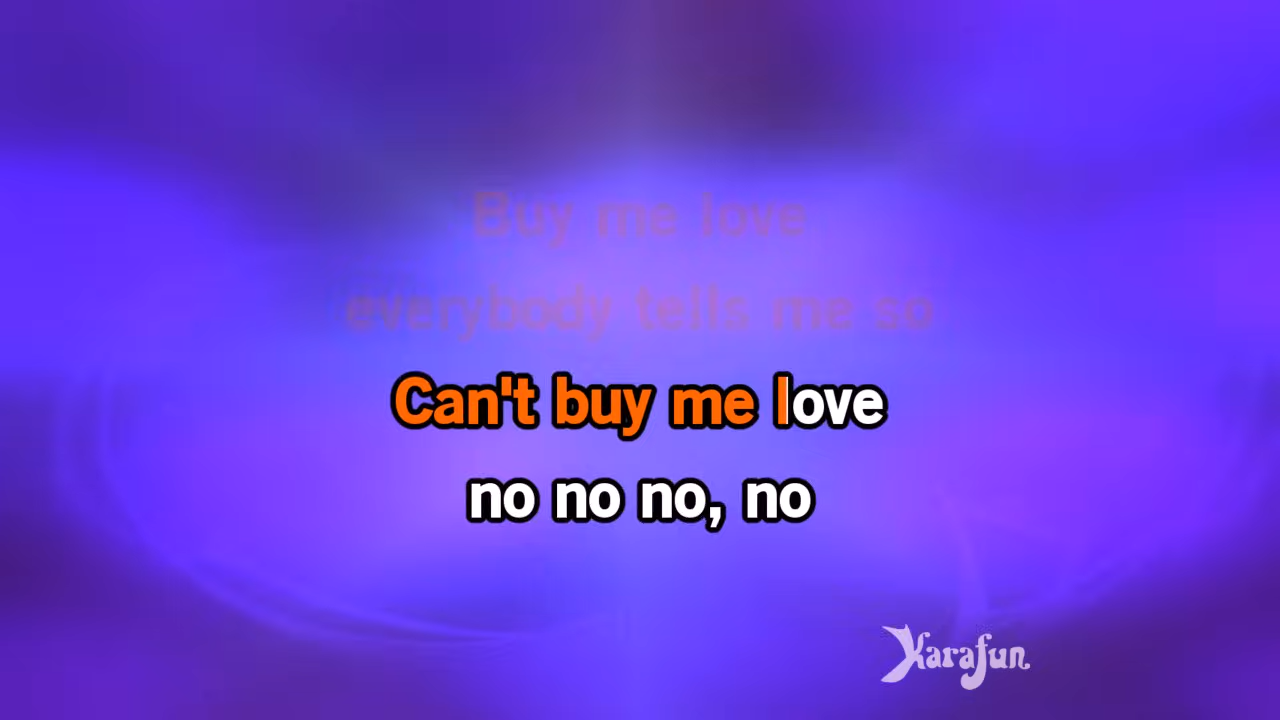 Buy me love
everybody tells me so
Can't buy me love
no no no, no
Karafun